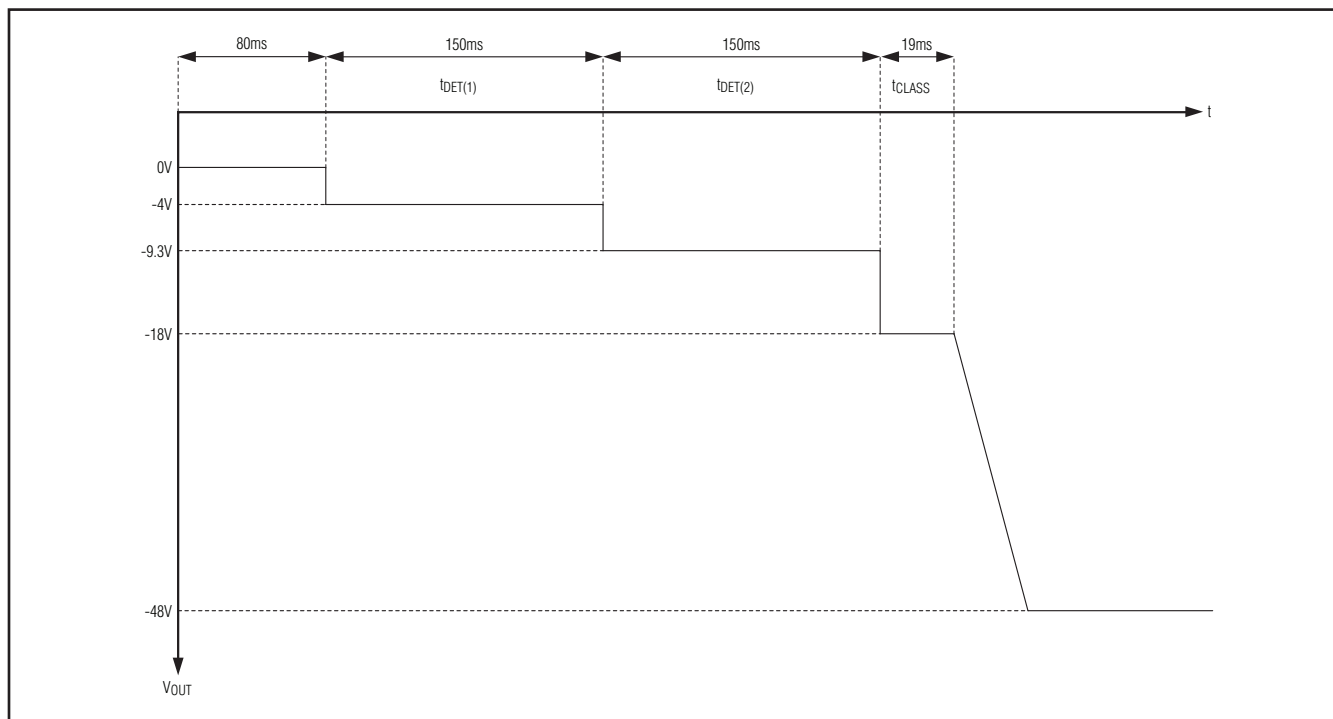 80ms
150ms
150ms
19ms
tDET(1)
tDET(2)
tCLASS
t
0V
-4V
-9.3V
-18V
-48V
VOUT